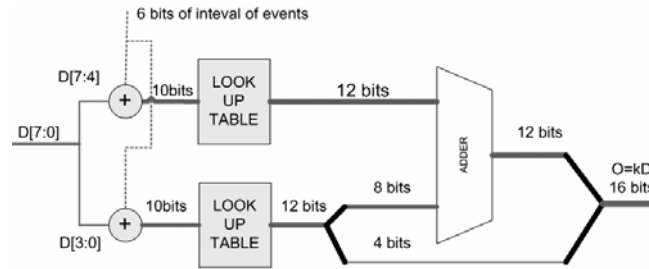 6 bits of inteval of events
D[7:4]
+
10bits
LOOK
UP
TABLE
12 bits
D[7:0]
ADDER
12 bits
O=kD
16 bits
D[3:0]
+
10bits
LOOK
UP
TABLE
12 bits
8 bits
4 bits